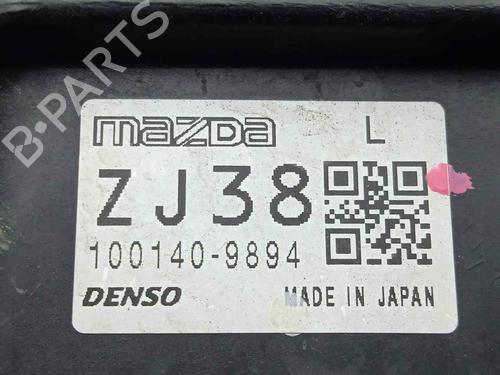 B-PARTS
mazda L
ZJ38
100140-9894
DENSO MADE IN JAPAN